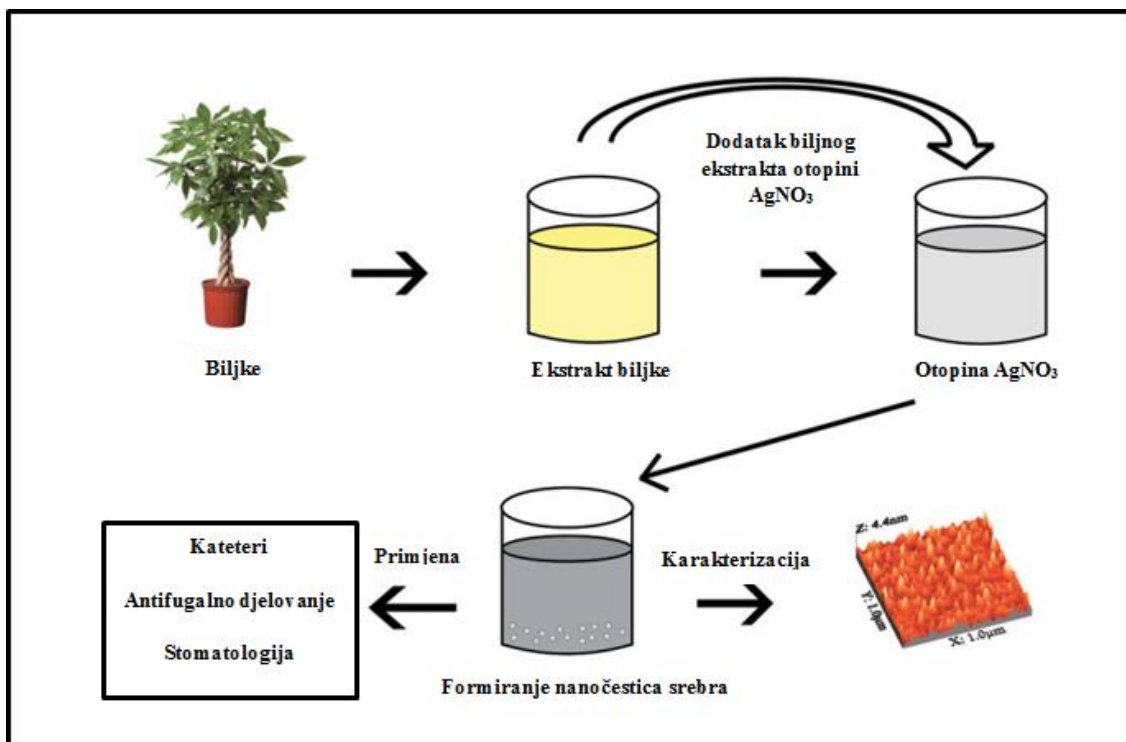 Dodatak biljnog
ekstrakta otopini
AgNO₃
Biljke
Ekstrakt biljke
Otopina AgNO₃
Kateteri
Antifugalno djelovanje
Stomatologija
Primjena
Karakterizacija
Z: 4.4nm
Y: 1.0µm
X: 1.0µm
Formiranje nanočestica srebra